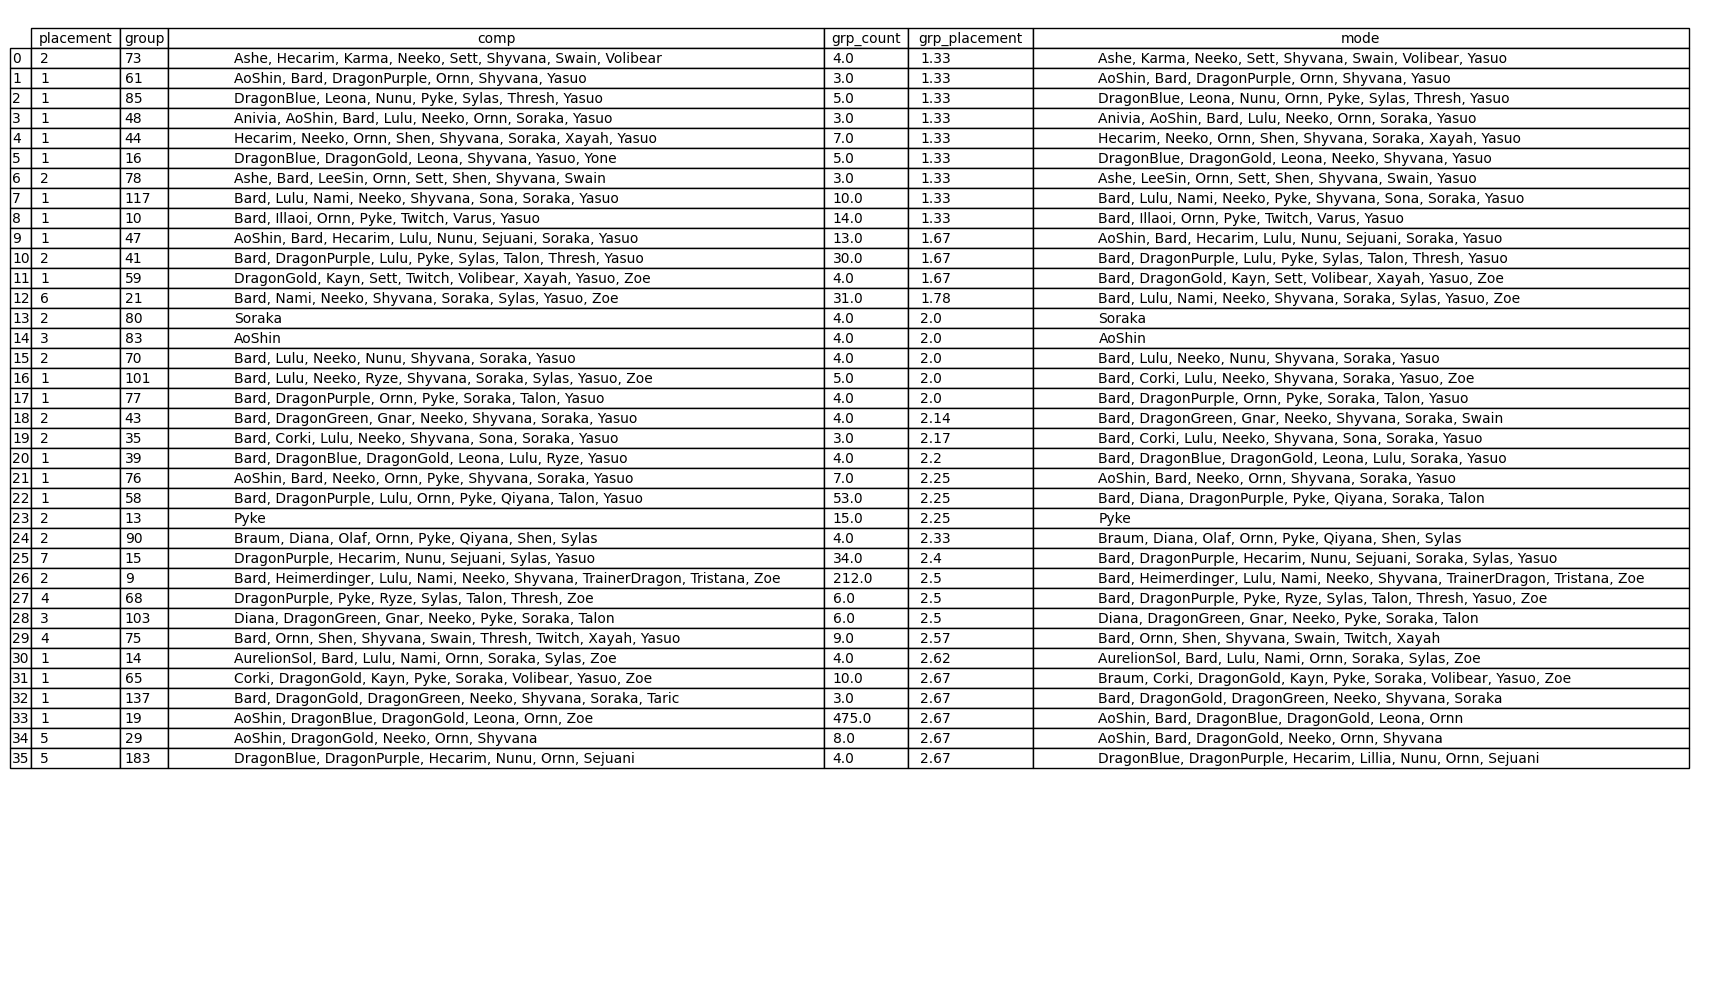 placement group comp grp_count grp_placement mode
0 2 73 Ashe, Hecarim, Karma, Neeko, Sett, Shyvana, Swain, Volibear 4.0 1.33 Ashe, Karma, Neeko, Sett, Shyvana, Swain, Volibear, Yasuo
1 1 61 AoShin, Bard, DragonPurple, Ornn, Shyvana, Yasuo 3.0 1.33 AoShin, Bard, DragonPurple, Ornn, Shyvana, Yasuo
2 1 85 DragonBlue, Leona, Nunu, Pyke, Sylas, Thresh, Yasuo 5.0 1.33 DragonBlue, Leona, Nunu, Ornn, Pyke, Sylas, Thresh, Yasuo
3 1 48 Anivia, AoShin, Bard, Lulu, Neeko, Ornn, Soraka, Yasuo 3.0 1.33 Anivia, AoShin, Bard, Lulu, Neeko, Ornn, Soraka, Yasuo
4 1 44 Hecarim, Neeko, Ornn, Shen, Shyvana, Soraka, Xayah, Yasuo 7.0 1.33 Hecarim, Neeko, Ornn, Shen, Shyvana, Soraka, Xayah, Yasuo
5 1 16 DragonBlue, DragonGold, Leona, Shyvana, Yasuo, Yone 5.0 1.33 DragonBlue, DragonGold, Leona, Neeko, Shyvana, Yasuo
6 2 78 Ashe, Bard, LeeSin, Ornn, Sett, Shen, Shyvana, Swain 3.0 1.33 Ashe, LeeSin, Ornn, Sett, Shen, Shyvana, Swain, Yasuo
7 1 117 Bard, Lulu, Nami, Neeko, Shyvana, Sona, Soraka, Yasuo 10.0 1.33 Bard, Lulu, Nami, Neeko, Pyke, Shyvana, Sona, Soraka, Yasuo
8 1 10 Bard, Illaoi, Ornn, Pyke, Twitch, Varus, Yasuo 14.0 1.33 Bard, Illaoi, Ornn, Pyke, Twitch, Varus, Yasuo
9 1 47 AoShin, Bard, Hecarim, Lulu, Nunu, Sejuani, Soraka, Yasuo 13.0 1.67 AoShin, Bard, Hecarim, Lulu, Nunu, Sejuani, Soraka, Yasuo
10 2 41 Bard, DragonPurple, Lulu, Pyke, Sylas, Talon, Thresh, Yasuo 30.0 1.67 Bard, DragonPurple, Lulu, Pyke, Sylas, Talon, Thresh, Yasuo
11 1 59 DragonGold, Kayn, Sett, Twitch, Volibear, Xayah, Yasuo, Zoe 4.0 1.67 Bard, DragonGold, Kayn, Sett, Volibear, Xayah, Yasuo, Zoe
12 6 21 Bard, Nami, Neeko, Shyvana, Soraka, Sylas, Yasuo, Zoe 31.0 1.78 Bard, Lulu, Nami, Neeko, Shyvana, Soraka, Sylas, Yasuo, Zoe
13 2 80 Soraka 4.0 2.0 Soraka
14 3 83 AoShin 4.0 2.0 AoShin
15 2 70 Bard, Lulu, Neeko, Nunu, Shyvana, Soraka, Yasuo 4.0 2.0 Bard, Lulu, Neeko, Nunu, Shyvana, Soraka, Yasuo
16 1 101 Bard, Lulu, Neeko, Ryze, Shyvana, Soraka, Sylas, Yasuo, Zoe 5.0 2.0 Bard, Corki, Lulu, Neeko, Shyvana, Soraka, Yasuo, Zoe
17 1 77 Bard, DragonPurple, Ornn, Pyke, Soraka, Talon, Yasuo 4.0 2.0 Bard, DragonPurple, Ornn, Pyke, Soraka, Talon, Yasuo
18 2 43 Bard, DragonGreen, Gnar, Neeko, Shyvana, Soraka, Yasuo 4.0 2.14 Bard, DragonGreen, Gnar, Neeko, Shyvana, Soraka, Swain
19 2 35 Bard, Corki, Lulu, Neeko, Shyvana, Sona, Soraka, Yasuo 3.0 2.17 Bard, Corki, Lulu, Neeko, Shyvana, Sona, Soraka, Yasuo
20 1 39 Bard, DragonBlue, DragonGold, Leona, Lulu, Ryze, Yasuo 4.0 2.2 Bard, DragonBlue, DragonGold, Leona, Lulu, Soraka, Yasuo
21 1 76 AoShin, Bard, Neeko, Ornn, Pyke, Shyvana, Soraka, Yasuo 7.0 2.25 AoShin, Bard, Neeko, Ornn, Shyvana, Soraka, Yasuo
22 1 58 Bard, DragonPurple, Lulu, Ornn, Pyke, Qiyana, Talon, Yasuo 53.0 2.25 Bard, Diana, DragonPurple, Pyke, Qiyana, Soraka, Talon
23 2 13 Pyke 15.0 2.25 Pyke
24 2 90 Braum, Diana, Olaf, Ornn, Pyke, Qiyana, Shen, Sylas 4.0 2.33 Braum, Diana, Olaf, Ornn, Pyke, Qiyana, Shen, Sylas
25 7 15 DragonPurple, Hecarim, Nunu, Sejuani, Sylas, Yasuo 34.0 2.4 Bard, DragonPurple, Hecarim, Nunu, Sejuani, Soraka, Sylas, Yasuo
26 2 9 Bard, Heimerdinger, Lulu, Nami, Neeko, Shyvana, TrainerDragon, Tristana, Zoe 212.0 2.5 Bard, Heimerdinger, Lulu, Nami, Neeko, Shyvana, TrainerDragon, Tristana, Zoe
27 4 68 DragonPurple, Pyke, Ryze, Sylas, Talon, Thresh, Zoe 6.0 2.5 Bard, DragonPurple, Pyke, Ryze, Sylas, Talon, Thresh, Yasuo, Zoe
28 3 103 Diana, DragonGreen, Gnar, Neeko, Pyke, Soraka, Talon 6.0 2.5 Diana, DragonGreen, Gnar, Neeko, Pyke, Soraka, Talon
29 4 75 Bard, Ornn, Shen, Shyvana, Swain, Thresh, Twitch, Xayah, Yasuo 9.0 2.57 Bard, Ornn, Shen, Shyvana, Swain, Twitch, Xayah
30 1 14 AurelionSol, Bard, Lulu, Nami, Ornn, Soraka, Sylas, Zoe 4.0 2.62 AurelionSol, Bard, Lulu, Nami, Ornn, Soraka, Sylas, Zoe
31 1 65 Corki, DragonGold, Kayn, Pyke, Soraka, Volibear, Yasuo, Zoe 10.0 2.67 Braum, Corki, DragonGold, Kayn, Pyke, Soraka, Volibear, Yasuo, Zoe
32 1 137 Bard, DragonGold, DragonGreen, Neeko, Shyvana, Soraka, Taric 3.0 2.67 Bard, DragonGold, DragonGreen, Neeko, Shyvana, Soraka
33 1 19 AoShin, DragonBlue, DragonGold, Leona, Ornn, Zoe 475.0 2.67 AoShin, Bard, DragonBlue, DragonGold, Leona, Ornn
34 5 29 AoShin, DragonGold, Neeko, Ornn, Shyvana 8.0 2.67 AoShin, Bard, DragonGold, Neeko, Ornn, Shyvana
35 5 183 DragonBlue, DragonPurple, Hecarim, Nunu, Ornn, Sejuani 4.0 2.67 DragonBlue, DragonPurple, Hecarim, Lillia, Nunu, Ornn, Sejuani